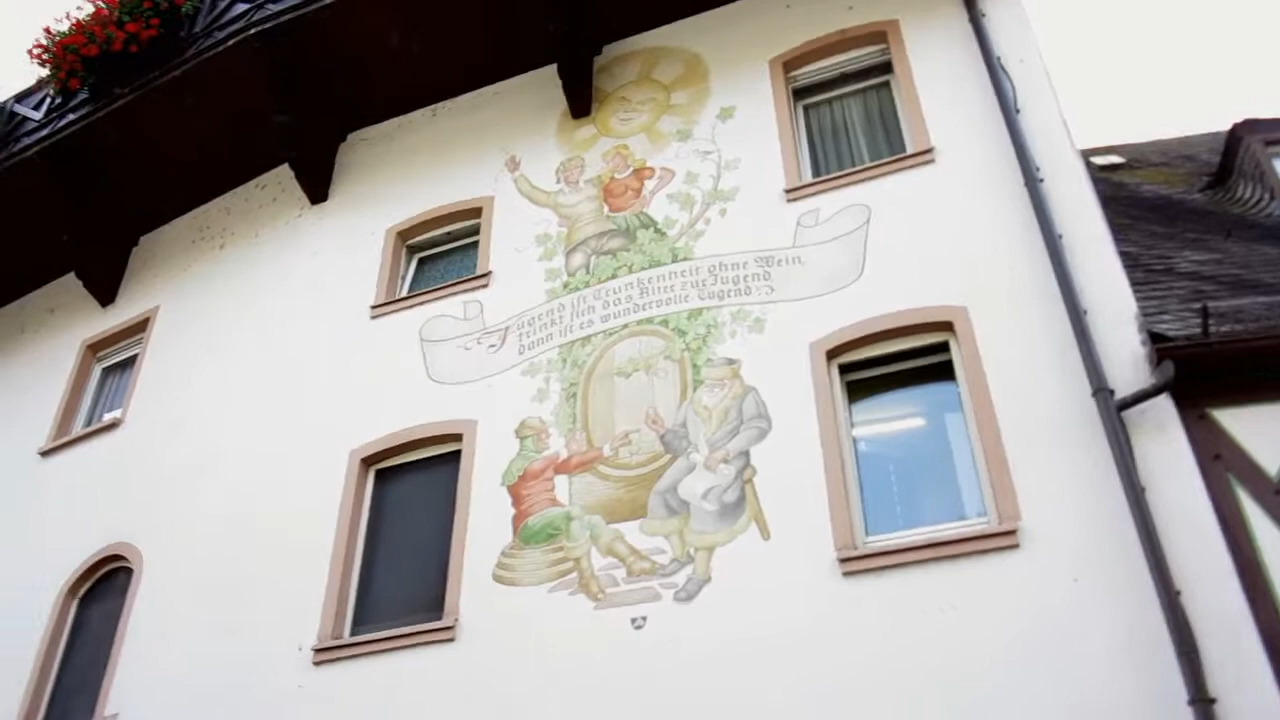 Jugend ist Trunkenheit ohne Wein,
trinkt sich das Alter zur Jugend,
dann ist es wundervolle Tugend.